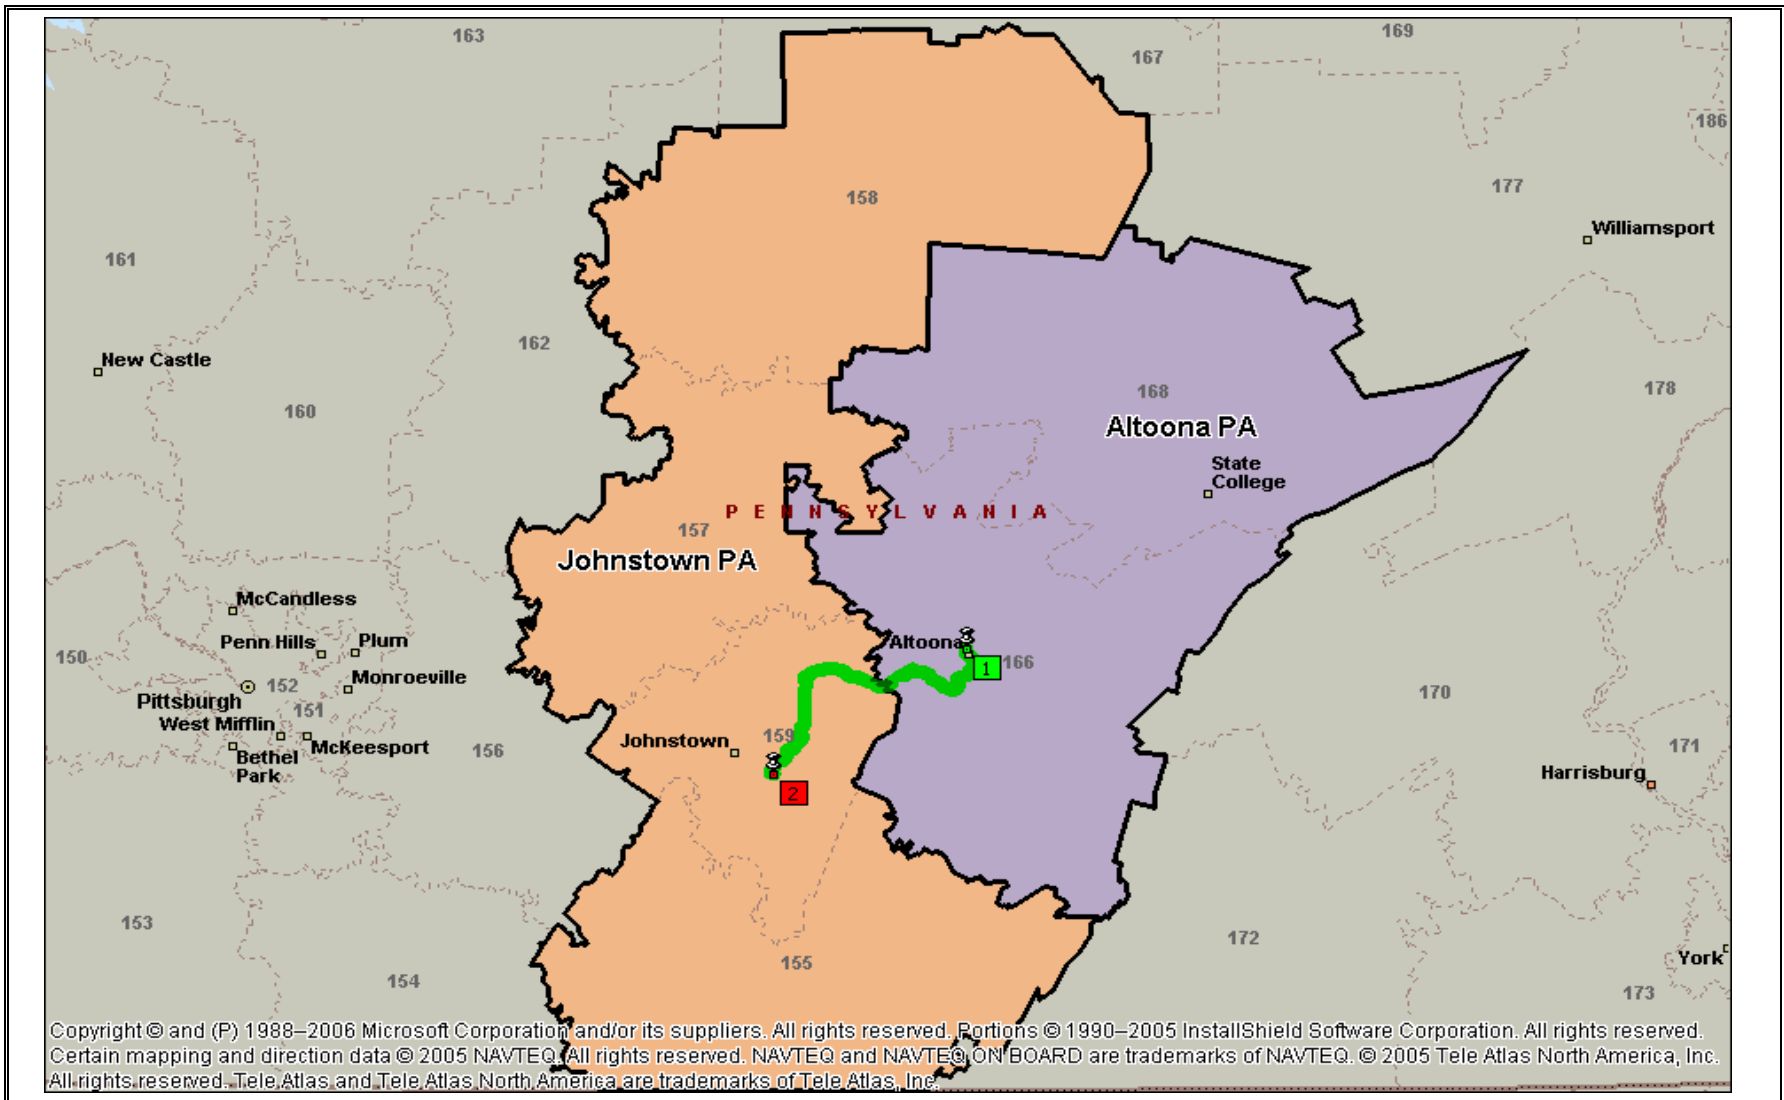 163
169
167
186
158
177
Williamsport
161
162
New Castle
160
168
178
Altoona PA
State
College
PENNSYLVANIA
157
Johnstown PA
McCandless
Penn Hills
Plum
Altoona
150
1
166
Monroeville
152
Pittsburgh
151
170
West Mifflin
McKeesport
156
Johnstown
159
171
Bethel
Park
Harrisburg
2
153
172
155
York
154
173
Copyright © and (P) 1988–2006 Microsoft Corporation and/or its suppliers. All rights reserved. Portions © 1990–2005 InstallShield Software Corporation. All rights reserved.
Certain mapping and direction data © 2005 NAVTEQ. All rights reserved. NAVTEQ and NAVTEQ ON BOARD are trademarks of NAVTEQ. © 2005 Tele Atlas North America, Inc.
All rights reserved. Tele Atlas and Tele Atlas North America are trademarks of Tele Atlas, Inc.